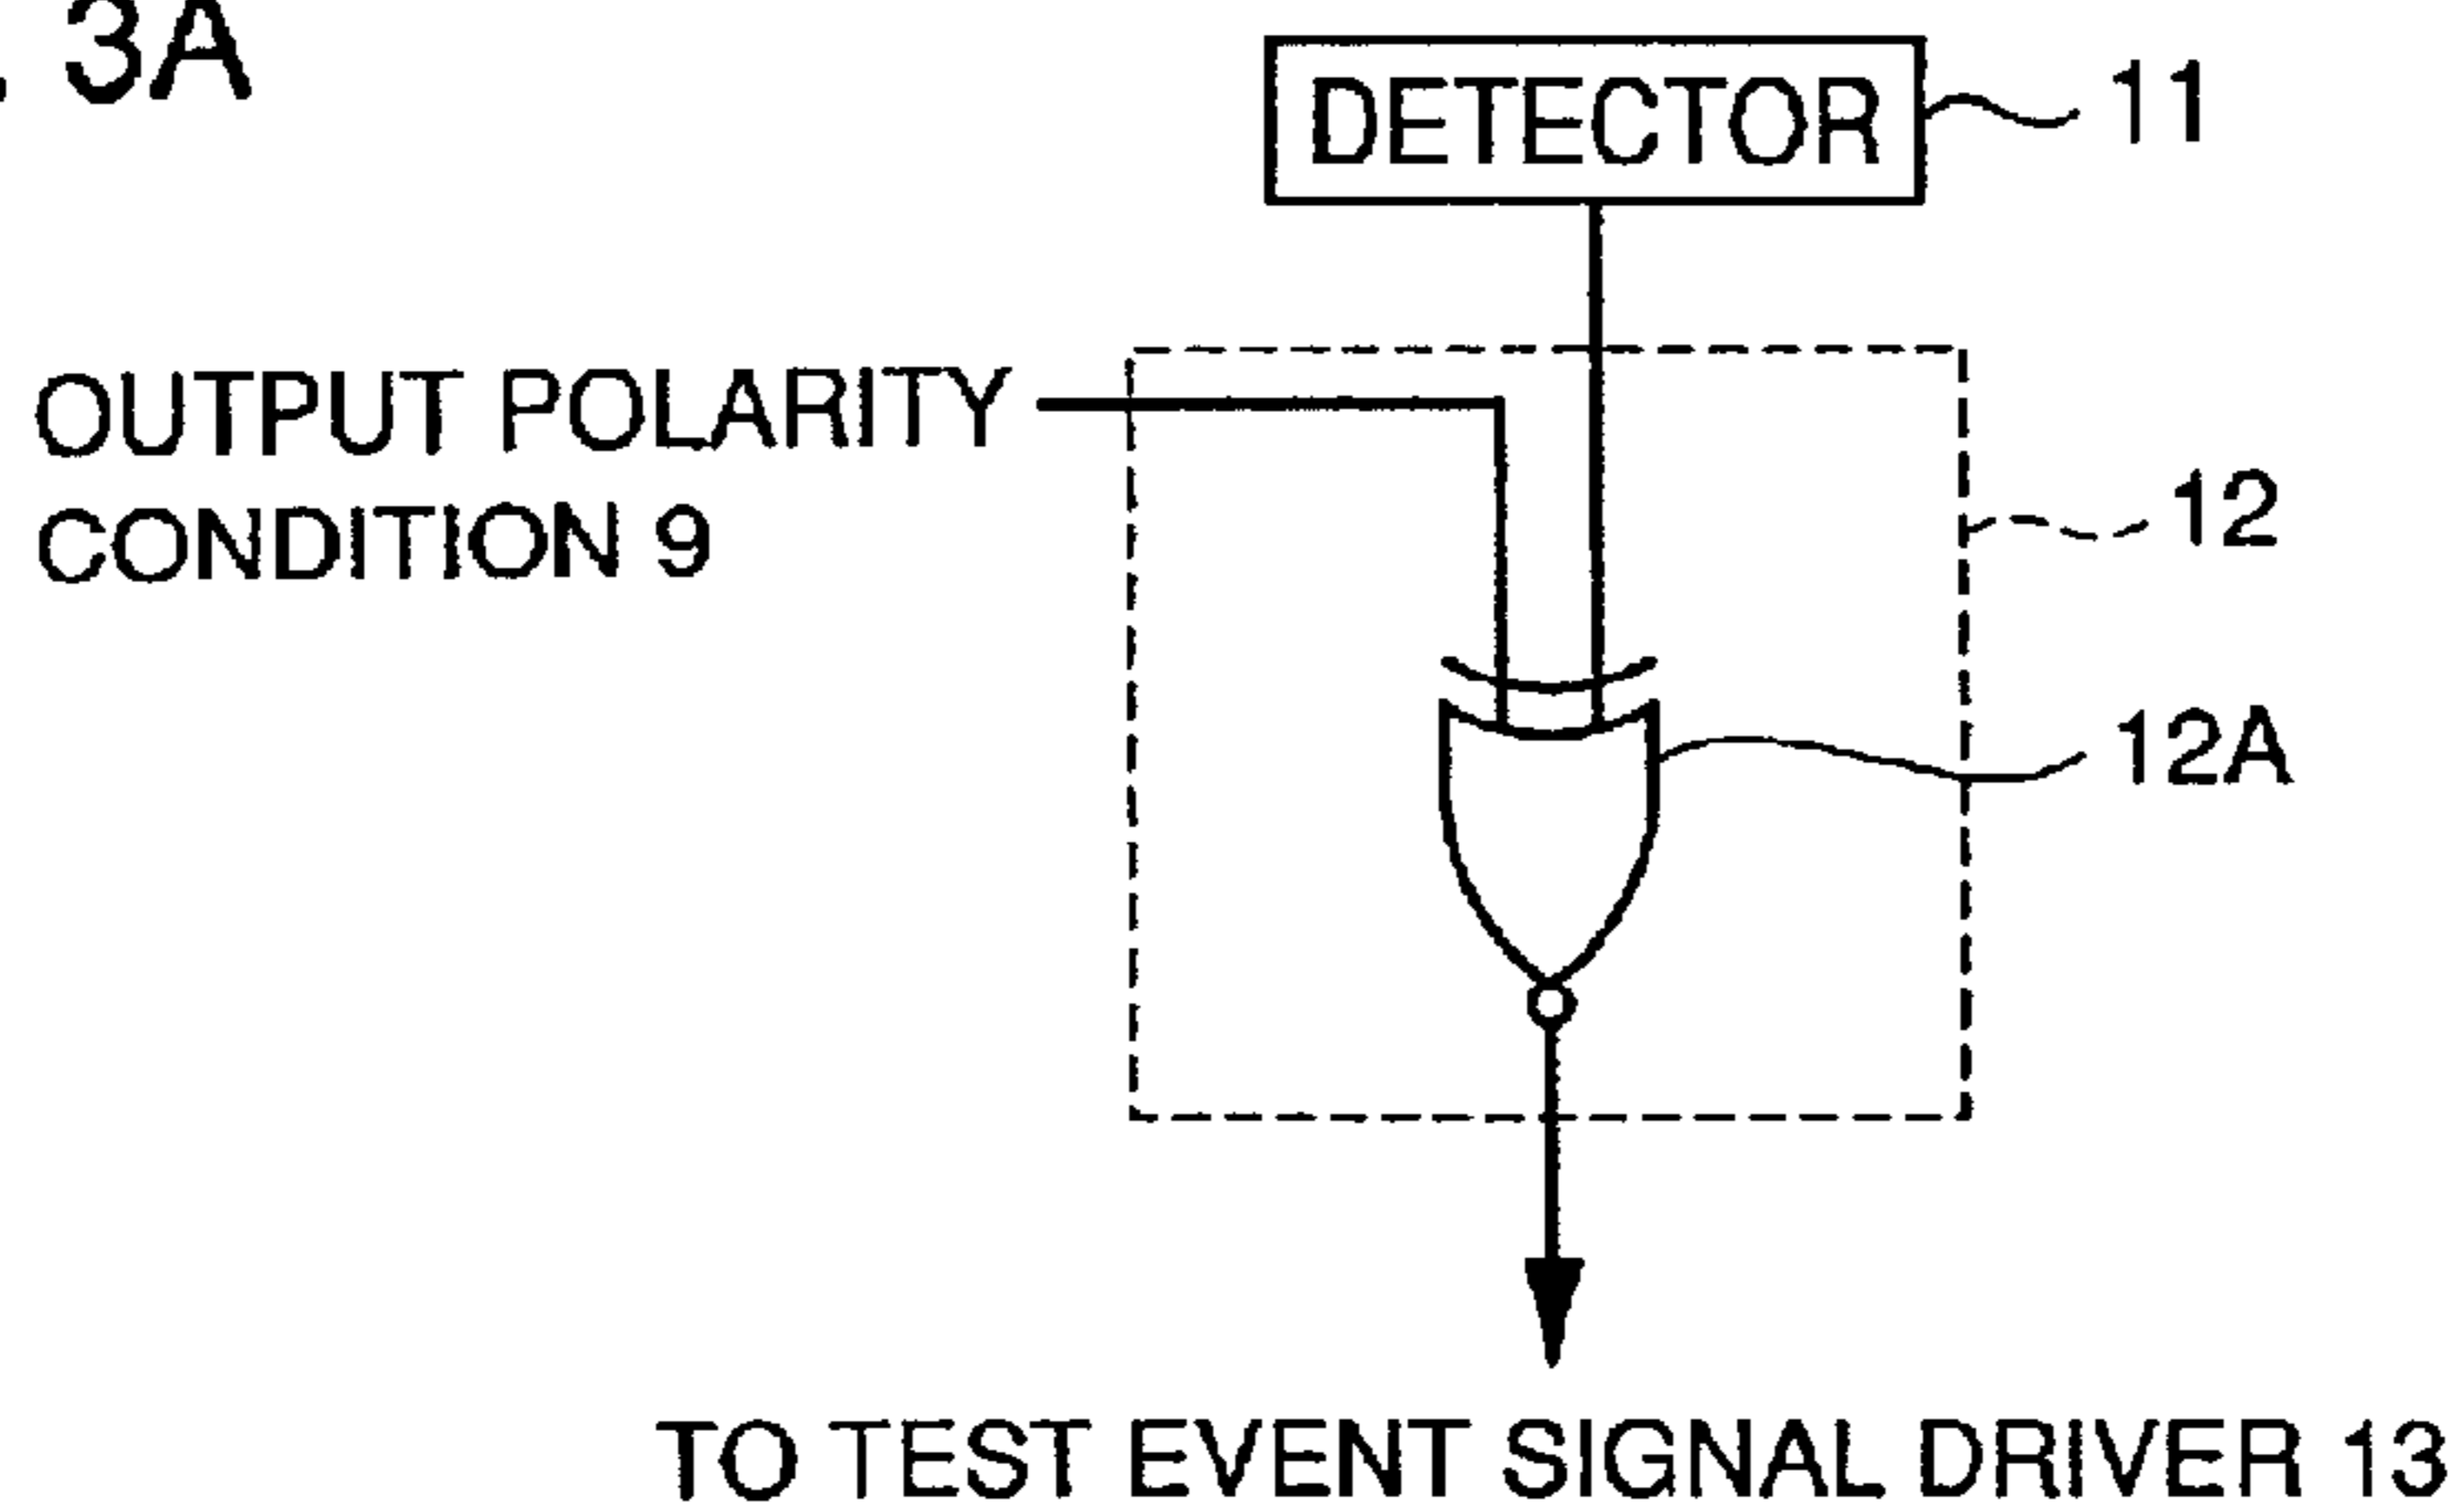 3A
DETECTOR
11
OUTPUT POLARITY
CONDITION 9
12
12A
TO TEST EVENT SIGNAL DRIVER 13